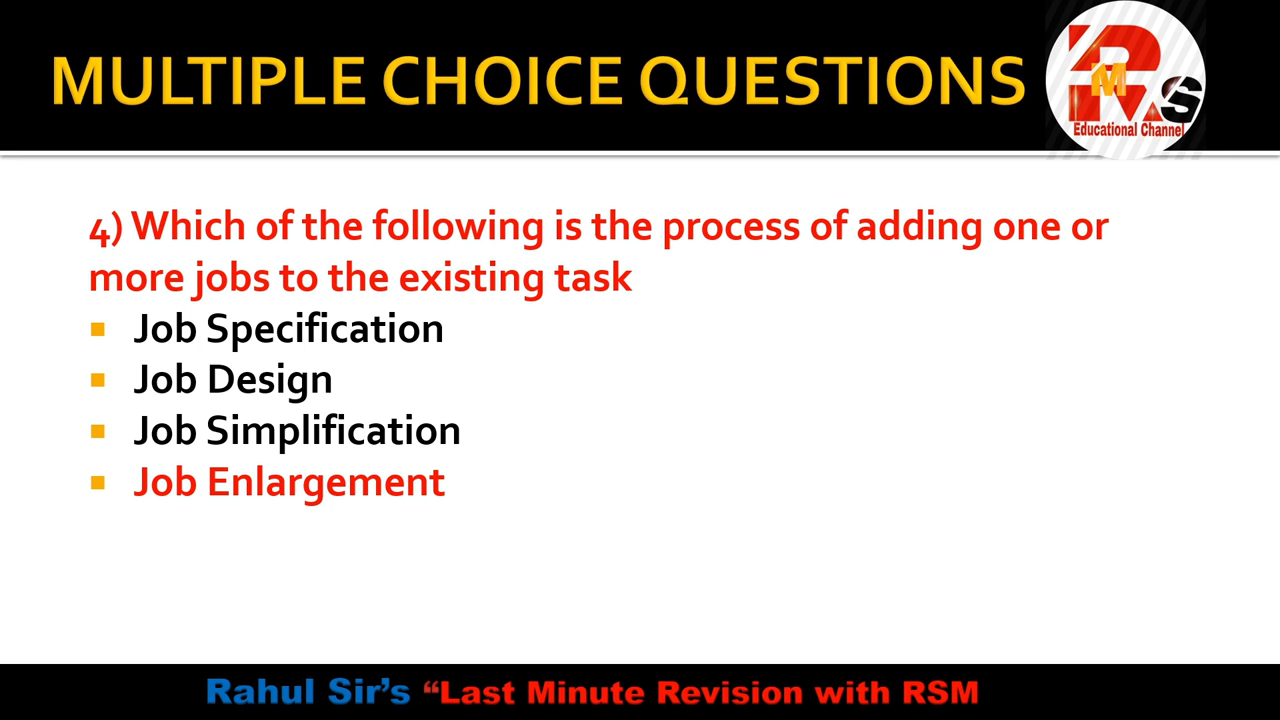 MULTIPLE CHOICE QUESTIONS
RMS
Educational Channel
4) Which of the following is the process of adding one or
more jobs to the existing task
Job Specification
Job Design
Job Simplification
Job Enlargement
Rahul Sir's “Last Minute Revision with RSM